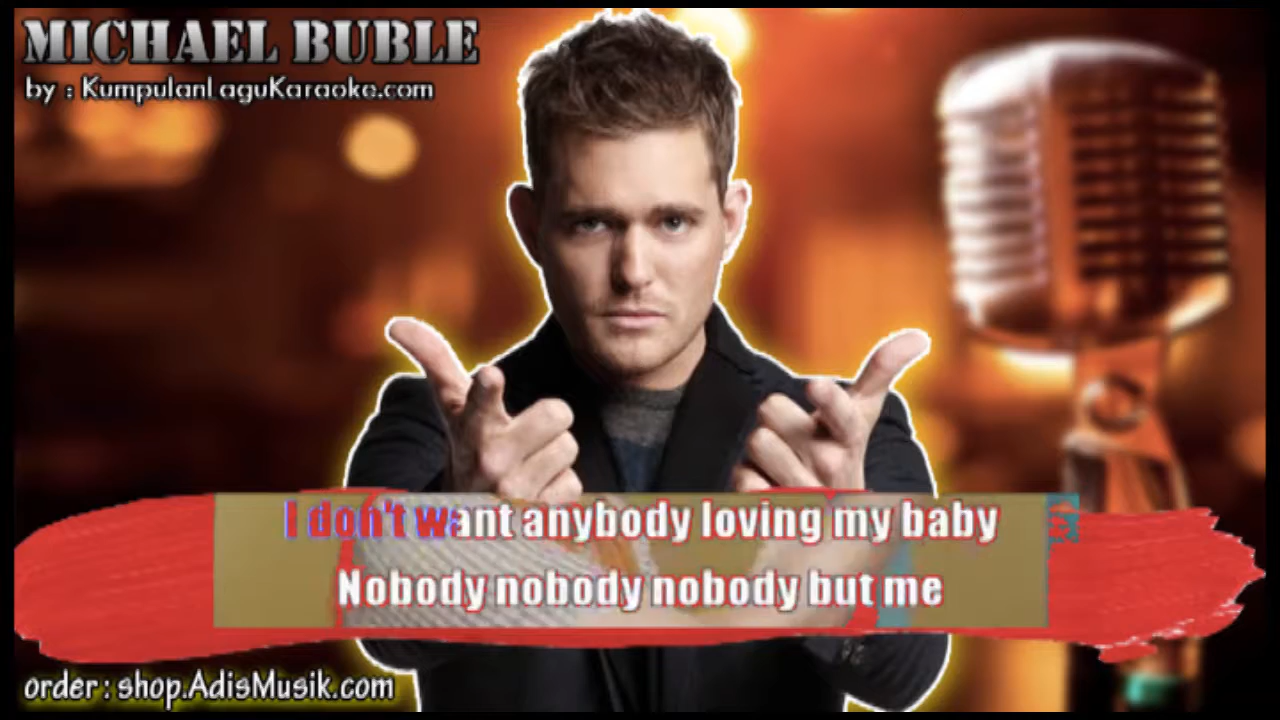 MICHAEL BUBLE
by : KumpulanLaguKaraoke.com
I don't want anybody loving my baby
Nobody nobody nobody but me
order : shop.AdisMusik.com